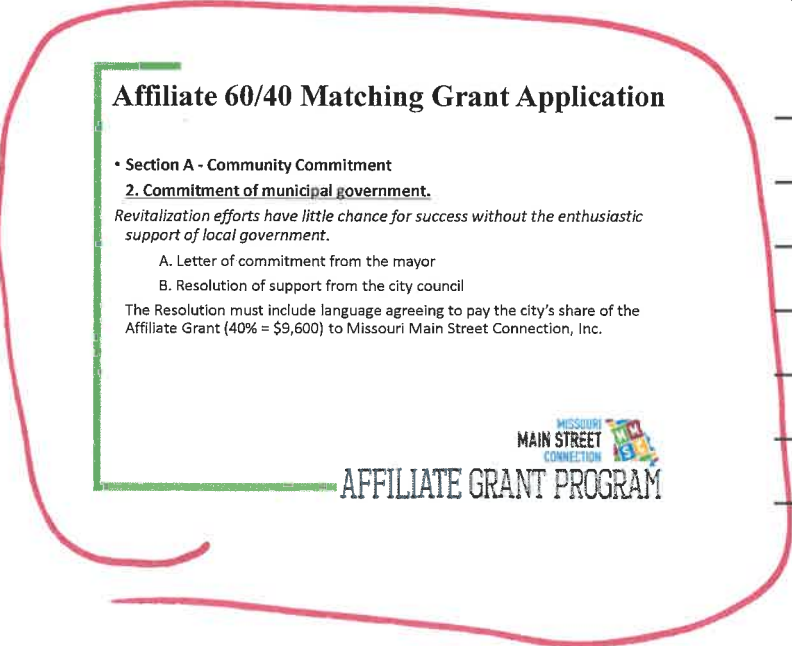 Affiliate 60/40 Matching Grant Application
• Section A - Community Commitment
2. Commitment of municipal government.
Revitalization efforts have little chance for success without the enthusiastic
support of local government.
A. Letter of commitment from the mayor
B. Resolution of support from the city council
The Resolution must include language agreeing to pay the city's share of the
Affiliate Grant (40% = $9,600) to Missouri Main Street Connection, Inc.
MISSOURI
MAIN STREET
CONNECTION
MMSC
AFFILIATE GRANT PROGRAM